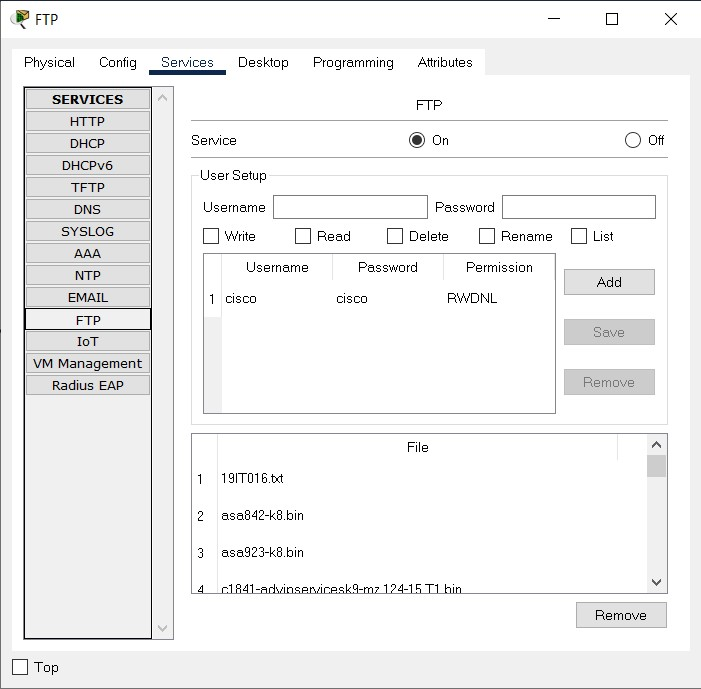 FTP
Physical Config Services Desktop Programming Attributes
SERVICES
HTTP
DHCP
DHCPv6
TFTP
DNS
SYSLOG
AAA
NTP
EMAIL
FTP
IoT
VM Management
Radius EAP
FTP
Service On Off
User Setup
Username Password
Write Read Delete Rename List
Username Password Permission
1 cisco cisco RWDNL
Add
Save
Remove
File
1 19IT016.txt
2 asa842-k8.bin
3 asa923-k8.bin
4 c1841-advipservicesk9-mz.124-15.T1.bin
Remove
Top